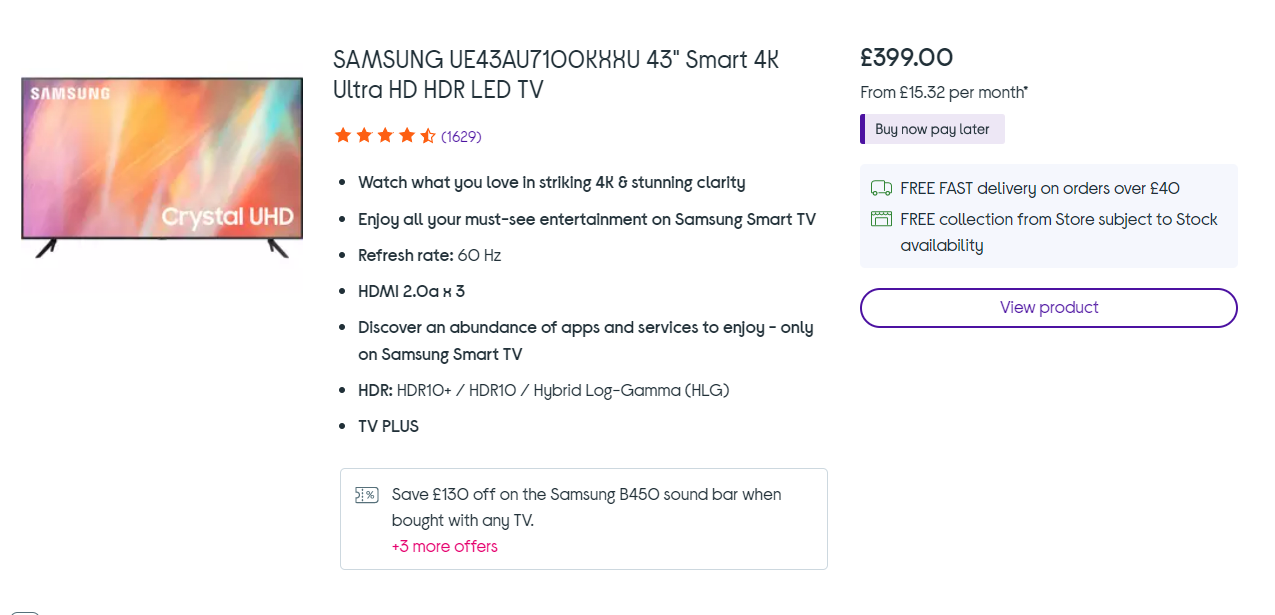 SAMSUNG
Crystal UHD
SAMSUNG UE43AU7100KXXU 43" Smart 4K
Ultra HD HDR LED TV
(1629)
Watch what you love in striking 4K & stunning clarity
Enjoy all your must-see entertainment on Samsung Smart TV
Refresh rate: 60 Hz
HDMI 2.0a x 3
Discover an abundance of apps and services to enjoy - only
on Samsung Smart TV
HDR: HDR10+ / HDR10 / Hybrid Log-Gamma (HLG)
TV PLUS
% Save £130 off on the Samsung B450 sound bar when
bought with any TV.
+3 more offers
£399.00
From £15.32 per month*
Buy now pay later
FREE FAST delivery on orders over £40
FREE collection from Store subject to Stock
availability
View product